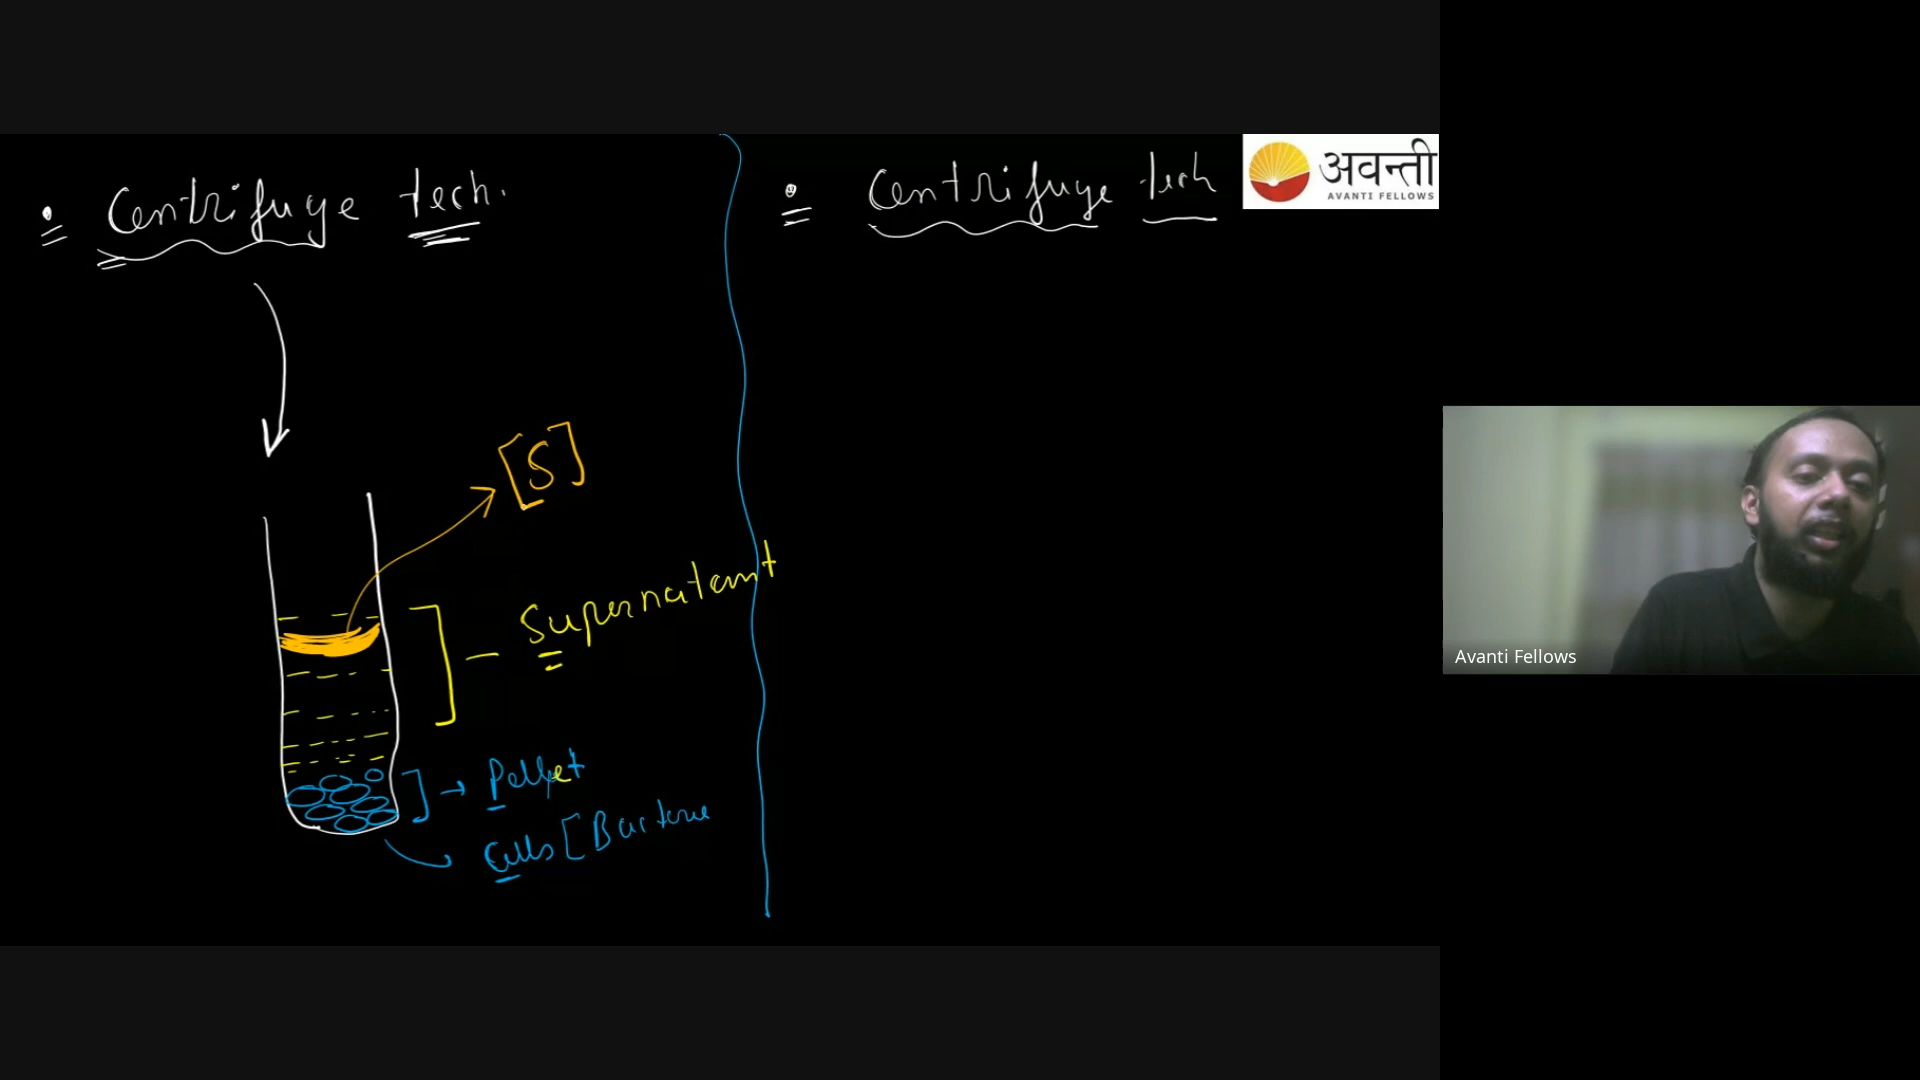 Centrifuge tech.
[S]
Supernatant
Pellet
Cells [Bacteria
Centrifuge tech
अवन्ती
AVANTI FELLOWS
Avanti Fellows